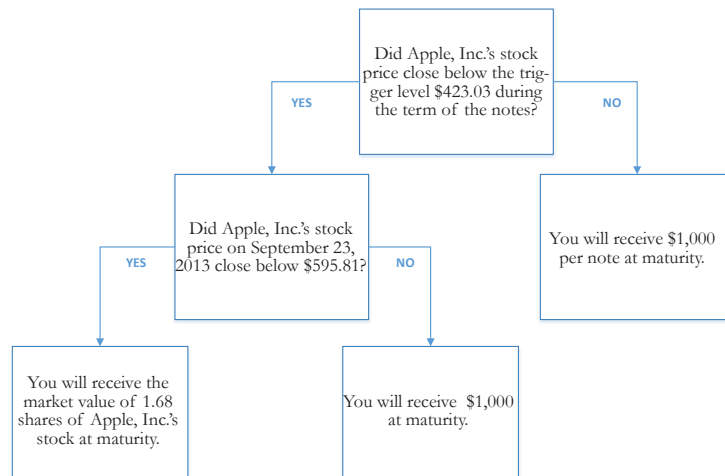 Did Apple, Inc.'s stock
price close below the trig-
ger level $423.03 during
the term of the notes?
YES
NO
Did Apple, Inc.'s stock
price on September 23,
2013 close below $595.81?
You will receive $1,000
per note at maturity.
YES
NO
You will receive the
market value of 1.68
shares of Apple, Inc.'s
stock at maturity.
You will receive $1,000
at maturity.